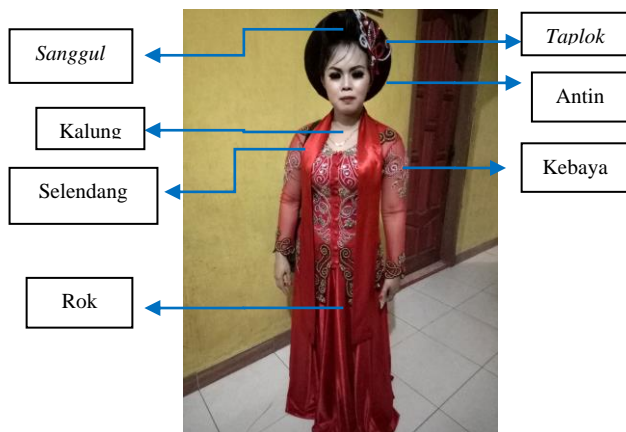 Sanggul
Taplok
Antin
Kalung
Kebaya
Selendang
Rok